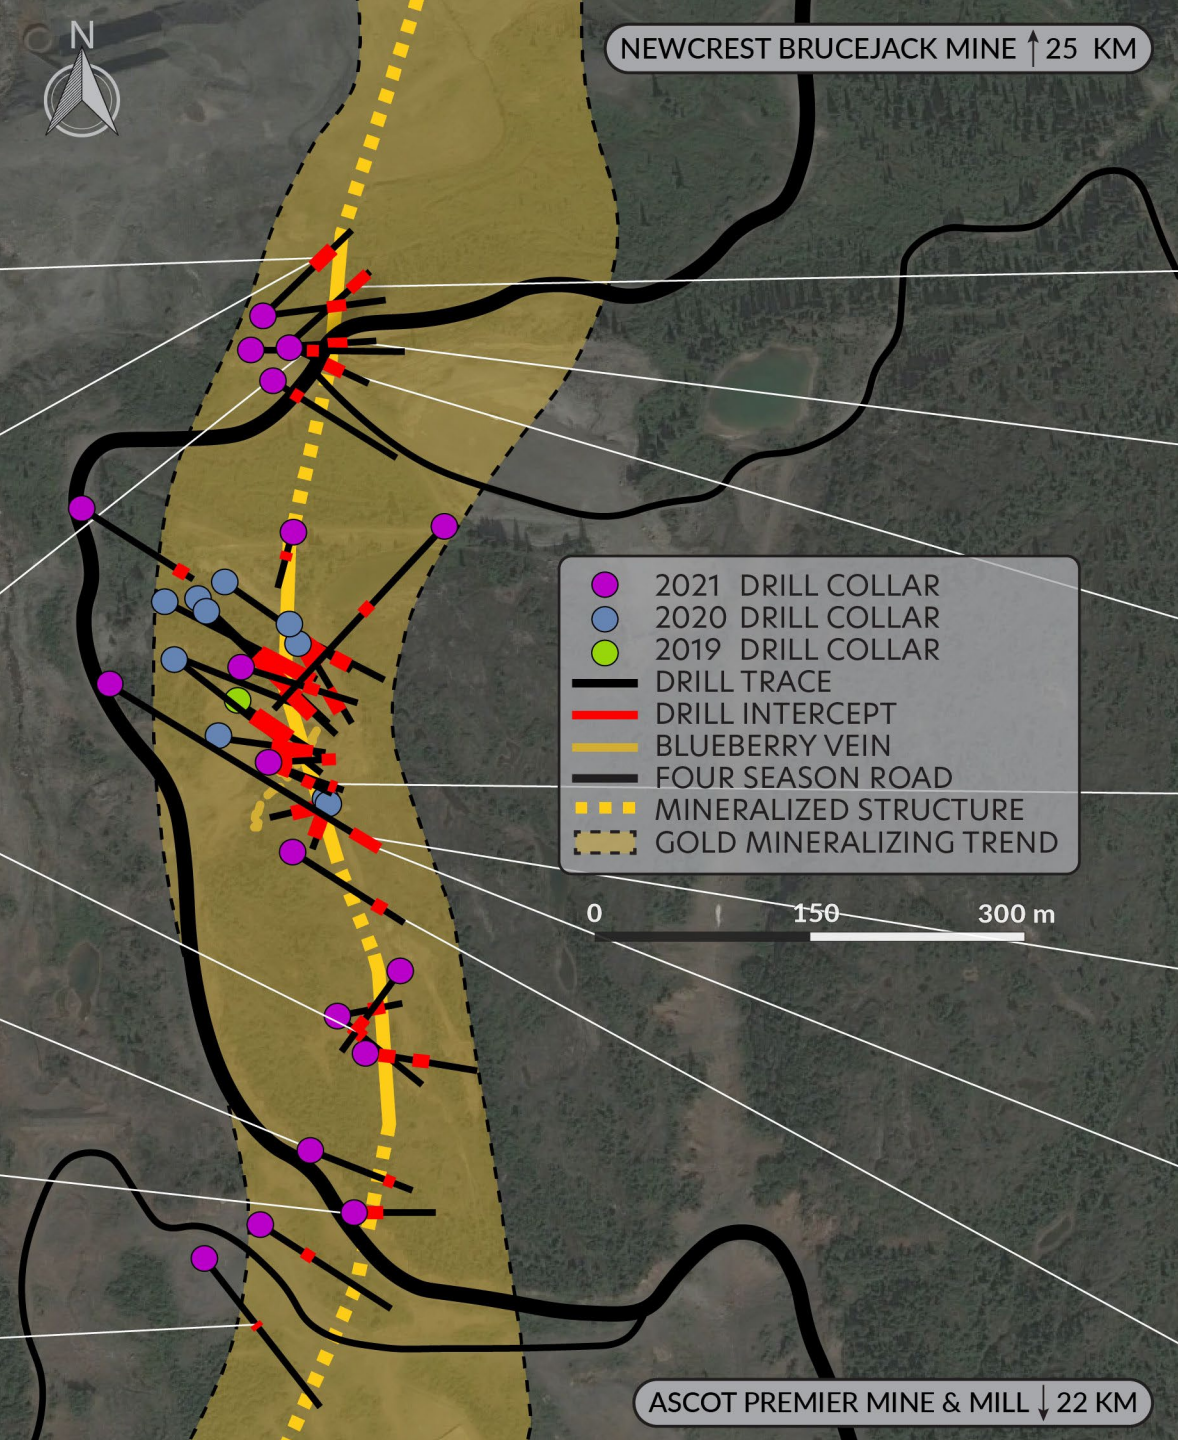 N
NEWCREST BRUCEJACK MINE ↑ 25 KM
2021 DRILL COLLAR
2020 DRILL COLLAR
2019 DRILL COLLAR
DRILL TRACE
DRILL INTERCEPT
BLUEBERRY VEIN
FOUR SEASON ROAD
MINERALIZED STRUCTURE
GOLD MINERALIZING TREND
0 150 300 m
ASCOT PREMIER MINE & MILL ↓ 22 KM